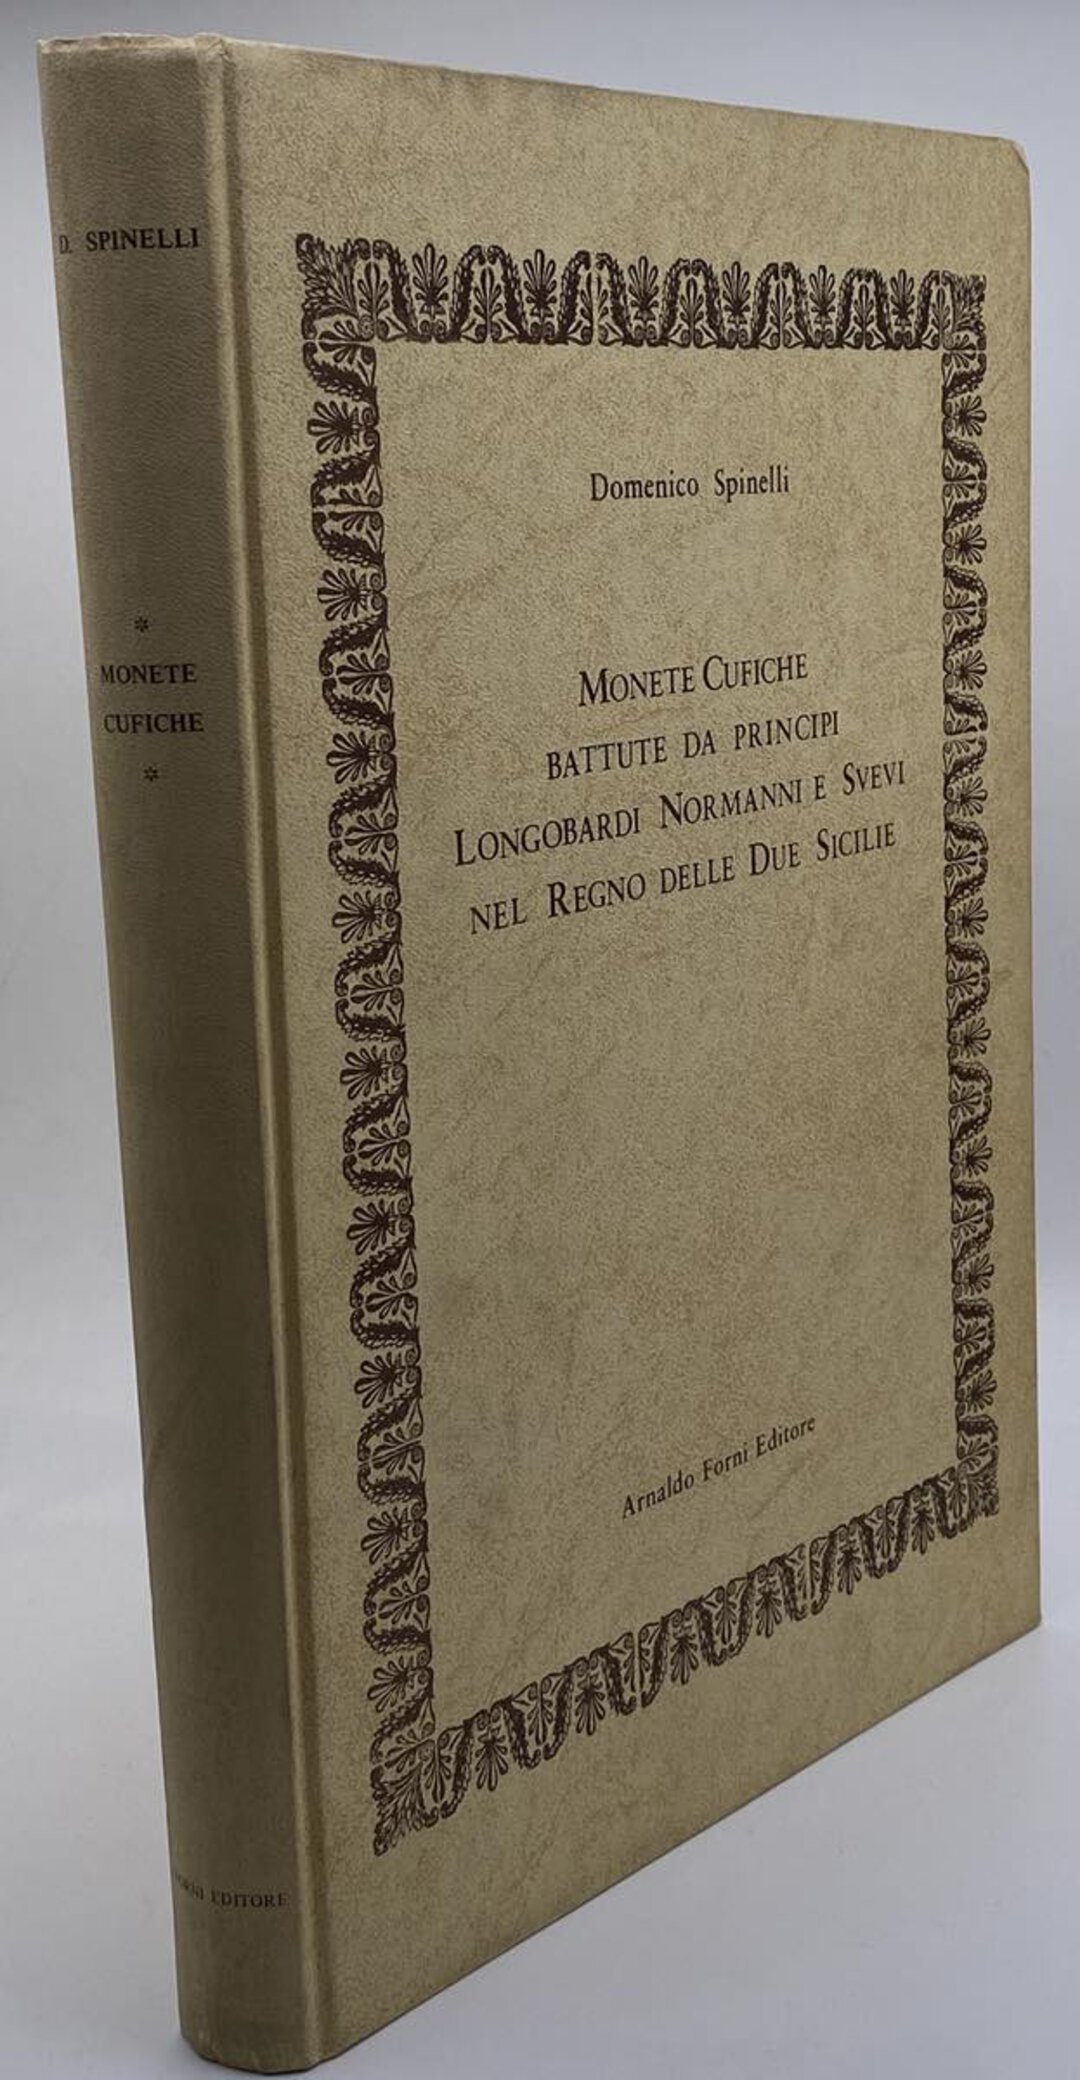 D. SPINELLI
*
MONETE
CUFICHE
*
FORNI EDITORE
Domenico Spinelli
MONETE CUFICHE
BATTUTE DA PRINCIPI
LONGOBARDI NORMANNI E SVEVI
NEL REGNO DELLE DUE SICILIE
Arnaldo Forni Editore